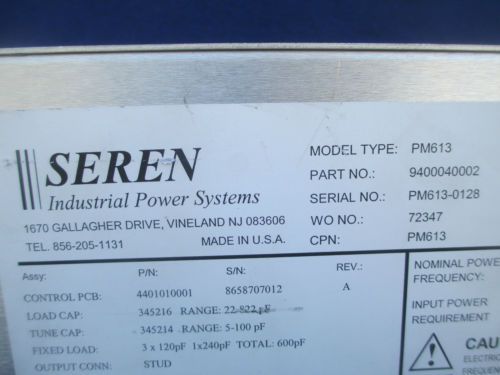 SEREN
Industrial Power Systems
1670 GALLAGHER DRIVE, VINELAND NJ 083606
TEL. 856-205-1131 MADE IN U.S.A.
MODEL TYPE: PM613
PART NO.: 9400040002
SERIAL NO.: PM613-0128
WO NO.: 72347
CPN: PM613
Assy: P/N: S/N: REV.:
CONTROL PCB: 4401010001 8658707012 A
LOAD CAP: 345216 RANGE: 22-822 pF
TUNE CAP: 345214 RANGE: 5-100 pF
FIXED LOAD: 3 x 120pF 1x240pF TOTAL: 600pF
OUTPUT CONN: STUD
NOMINAL POWER
FREQUENCY:
INPUT POWER
REQUIREMENT